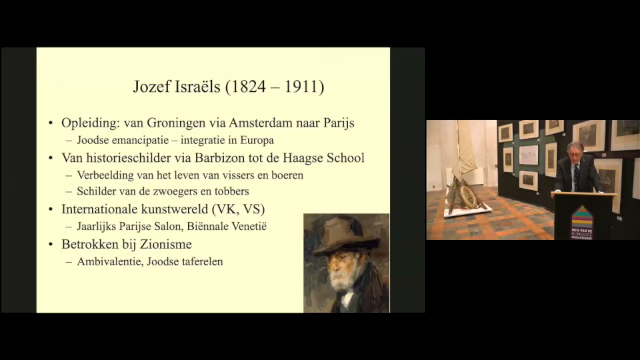 Jozef Israëls (1824 – 1911)
• Opleiding: van Groningen via Amsterdam naar Parijs
– Joodse emancipatie – integratie in Europa
• Van historieschilder via Barbizon tot de Haagse School
– Verbeelding van het leven van vissers en boeren
– Schilder van de zwoegers en tobbers
• Internationale kunstwereld (VK, VS)
– Jaarlijks Parijse Salon, Biënnale Venetië
• Betrokken bij Zionisme
– Ambivalentie, Joodse taferelen